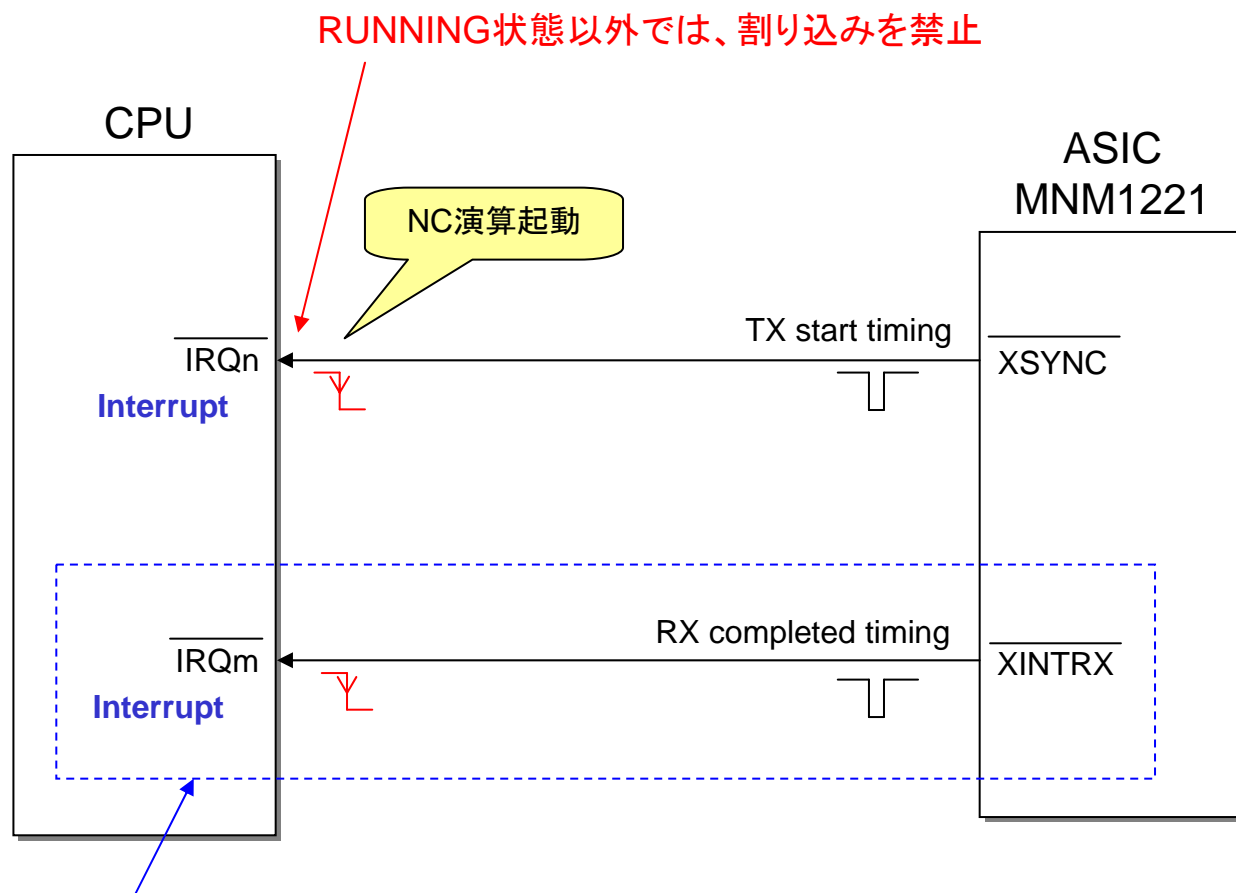 RUNNING状態以外では、割り込みを禁止
CPU
ASIC
MNM1221
NC演算起動
TX start timing
IRQn
XSYNC
Interrupt
RX completed timing
IRQm
XINTRX
Interrupt